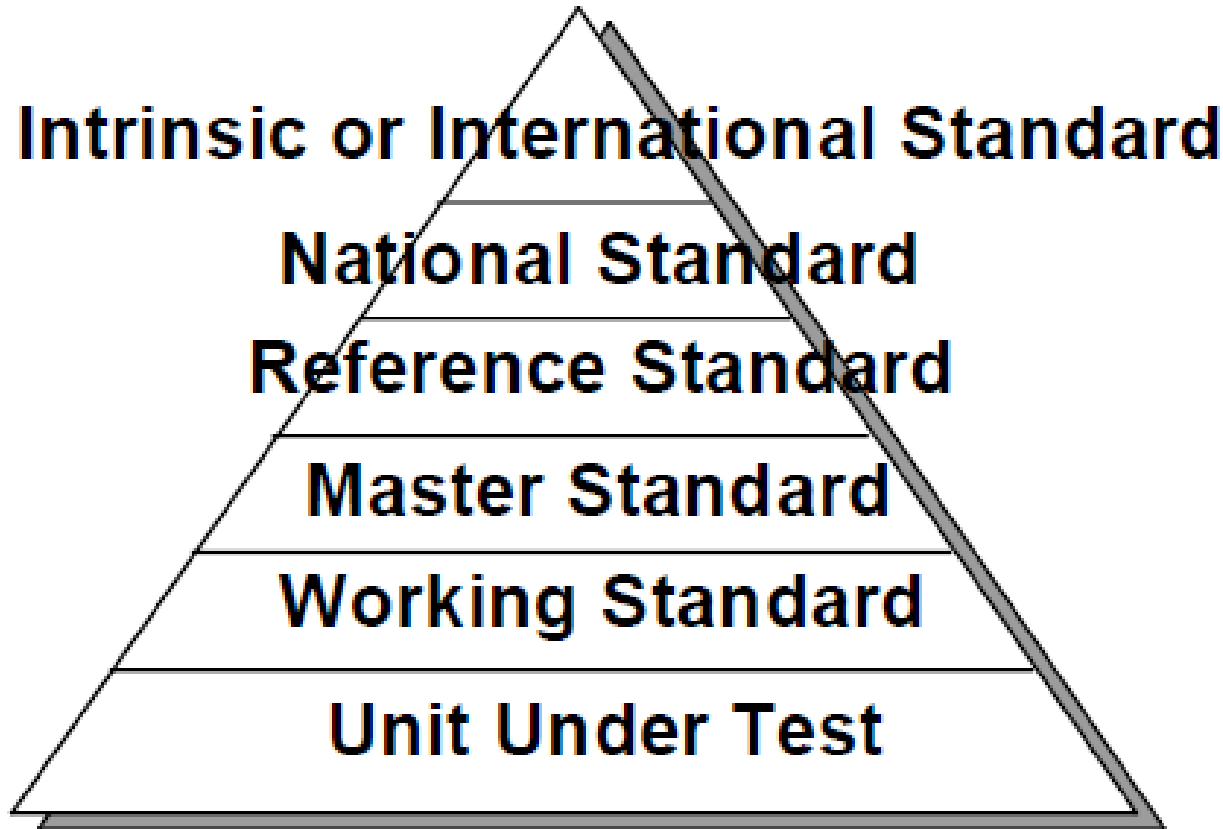 Intrinsic or International Standard
National Standard
Reference Standard
Master Standard
Working Standard
Unit Under Test